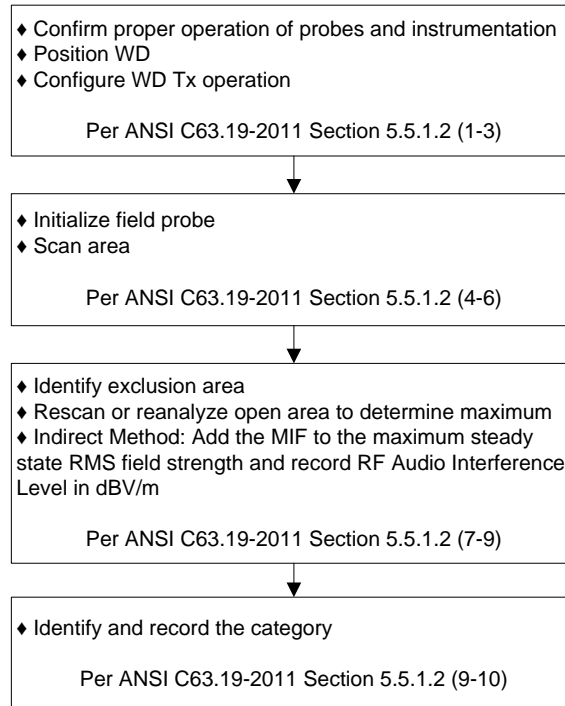 ♦ Confirm proper operation of probes and instrumentation
♦ Position WD
♦ Configure WD Tx operation
Per ANSI C63.19-2011 Section 5.5.1.2 (1-3)
♦ Initialize field probe
♦ Scan area
Per ANSI C63.19-2011 Section 5.5.1.2 (4-6)
♦ Identify exclusion area
♦ Rescan or reanalyze open area to determine maximum
♦ Indirect Method: Add the MIF to the maximum steady
state RMS field strength and record RF Audio Interference
Level in dBV/m
Per ANSI C63.19-2011 Section 5.5.1.2 (7-9)
♦ Identify and record the category
Per ANSI C63.19-2011 Section 5.5.1.2 (9-10)